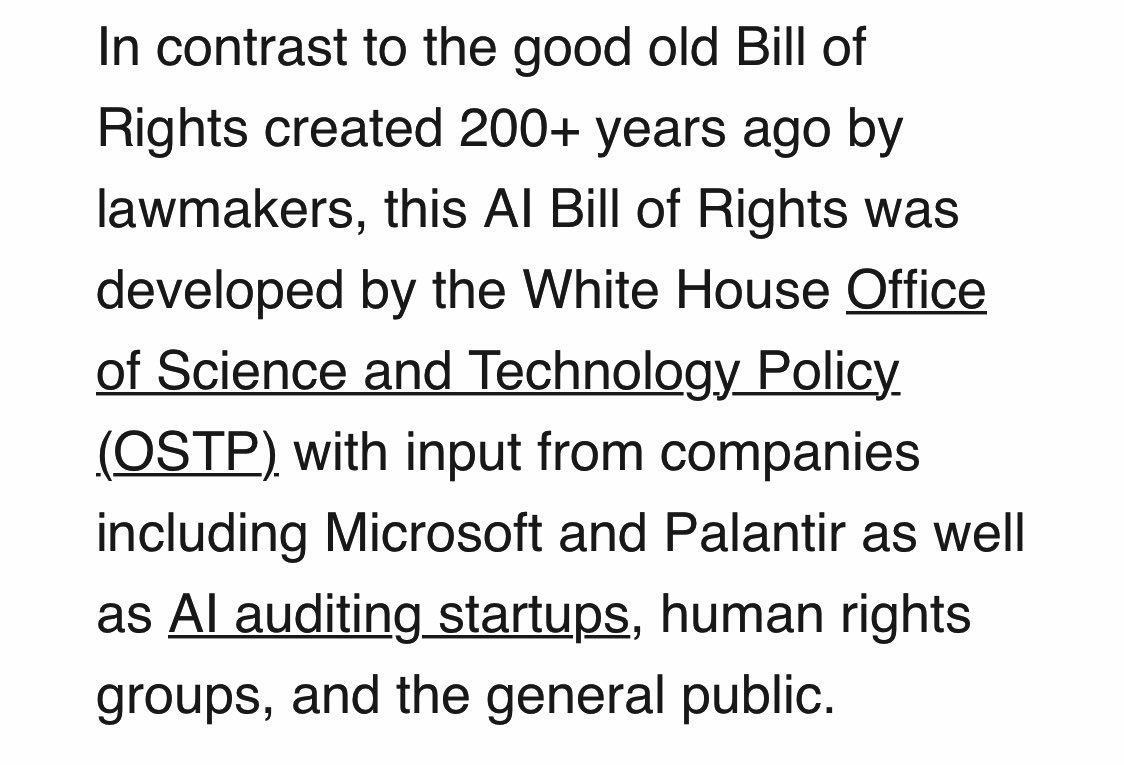 In contrast to the good old Bill of
Rights created 200+ years ago by
lawmakers, this AI Bill of Rights was
developed by the White House Office
of Science and Technology Policy
(OSTP) with input from companies
including Microsoft and Palantir as well
as AI auditing startups, human rights
groups, and the general public.